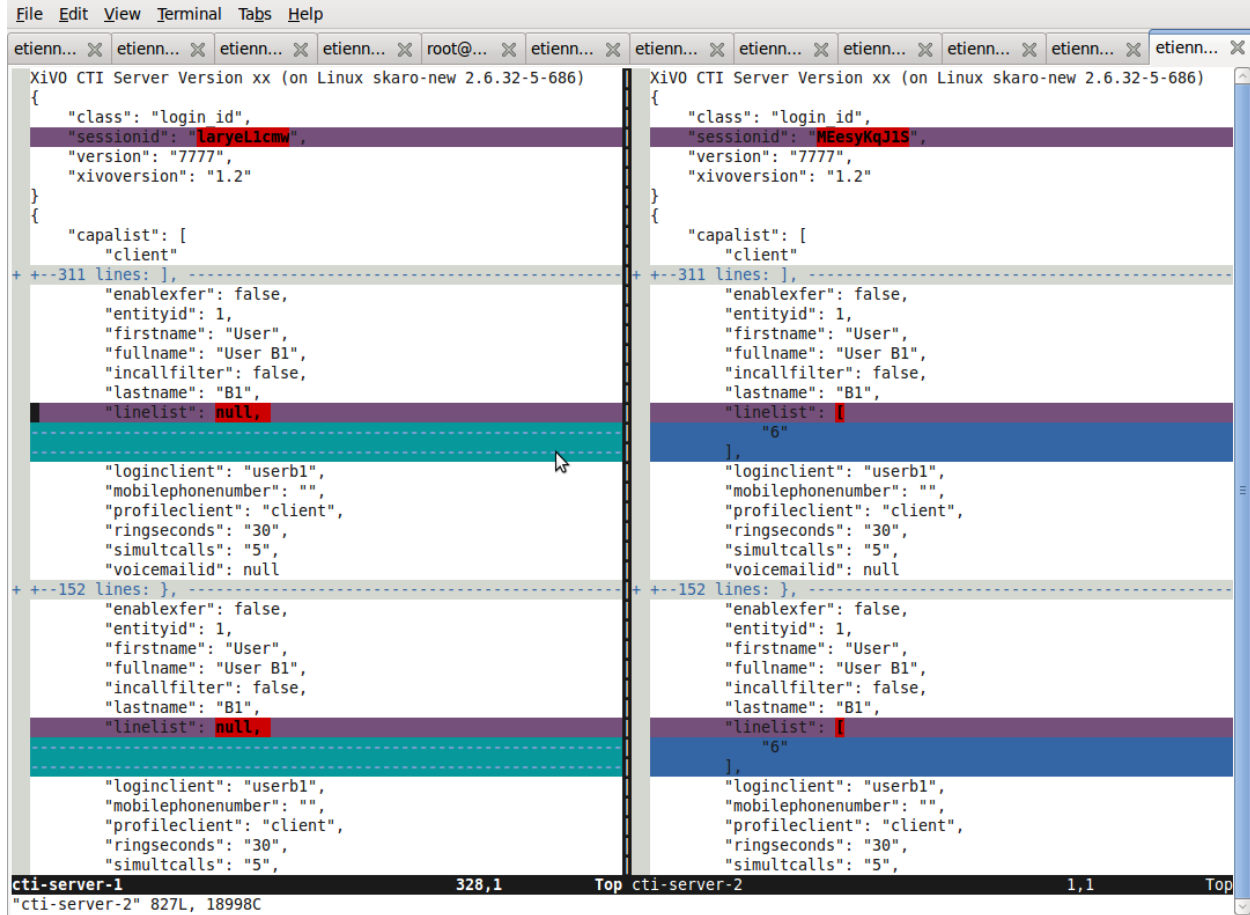 File Edit View Terminal Tabs Help
etienn... etienn... etienn... etienn... root@... etienn... etienn... etienn... etienn... etienn... etienn... etienn...
XiVO CTI Server Version xx (on Linux skaro-new 2.6.32-5-686)
{
"class": "login_id",
"sessionid": "laryeL1cmw",
"version": "7777",
"xivoversion": "1.2"
}
{
"capalist": [
"client"
+ +--311 lines: ], ----------------------------------------------
"enablexfer": false,
"entityid": 1,
"firstname": "User",
"fullname": "User B1",
"incallfilter": false,
"lastname": "B1",
"linelist": null,
"loginclient": "userb1",
"mobilephonenumber": "",
"profileclient": "client",
"ringseconds": "30",
"simultcalls": "5",
"voicemailid": null
+ +--152 lines: }, ----------------------------------------------
"enablexfer": false,
"entityid": 1,
"firstname": "User",
"fullname": "User B1",
"incallfilter": false,
"lastname": "B1",
"linelist": null,
"loginclient": "userb1",
"mobilephonenumber": "",
"profileclient": "client",
"ringseconds": "30",
"simultcalls": "5",
cti-server-1 328,1 Top
XiVO CTI Server Version xx (on Linux skaro-new 2.6.32-5-686)
{
"class": "login_id",
"sessionid": "MEesyKqJ1S",
"version": "7777",
"xivoversion": "1.2"
}
{
"capalist": [
"client"
+ +--311 lines: ], ----------------------------------------------
"enablexfer": false,
"entityid": 1,
"firstname": "User",
"fullname": "User B1",
"incallfilter": false,
"lastname": "B1",
"linelist": [
"6"
],
"loginclient": "userb1",
"mobilephonenumber": "",
"profileclient": "client",
"ringseconds": "30",
"simultcalls": "5",
"voicemailid": null
+ +--152 lines: }, ----------------------------------------------
"enablexfer": false,
"entityid": 1,
"firstname": "User",
"fullname": "User B1",
"incallfilter": false,
"lastname": "B1",
"linelist": [
"6"
],
"loginclient": "userb1",
"mobilephonenumber": "",
"profileclient": "client",
"ringseconds": "30",
"simultcalls": "5",
cti-server-2 1,1 Top
"cti-server-2" 827L, 18998C